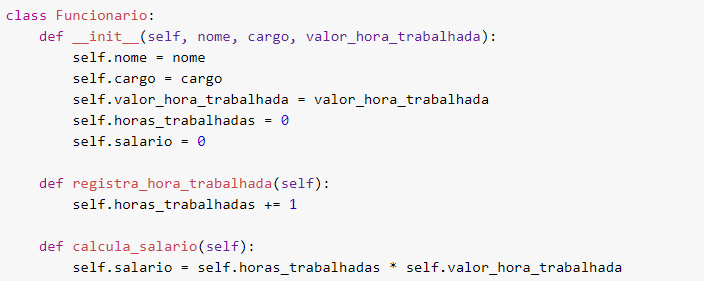 class Funcionario:
    def __init__(self, nome, cargo, valor_hora_trabalhada):
        self.nome = nome
        self.cargo = cargo
        self.valor_hora_trabalhada = valor_hora_trabalhada
        self.horas_trabalhadas = 0
        self.salario = 0

    def registra_hora_trabalhada(self):
        self.horas_trabalhadas += 1

    def calcula_salario(self):
        self.salario = self.horas_trabalhadas * self.valor_hora_trabalhada